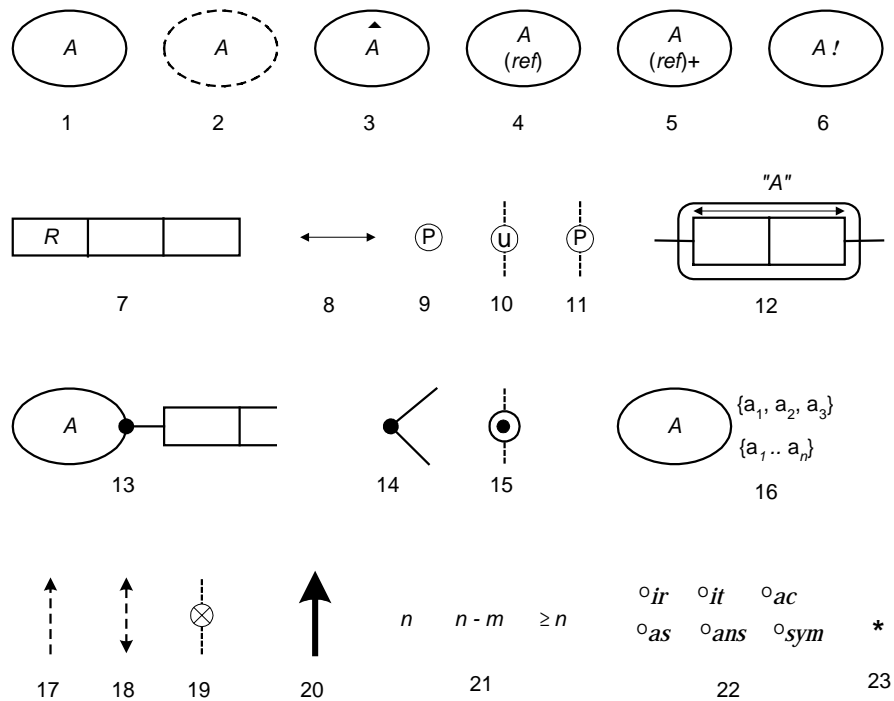 A A A A A A !
(ref) (ref)+
1 2 3 4 5 6
"A"
R P u P
7 8 9 10 11 12
A A {a1, a2, a3}
{a1 .. an}
13 14 15 16
n n - m ≥ n °ir °it °ac
°as °ans °sym *
17 18 19 20 21 22 23